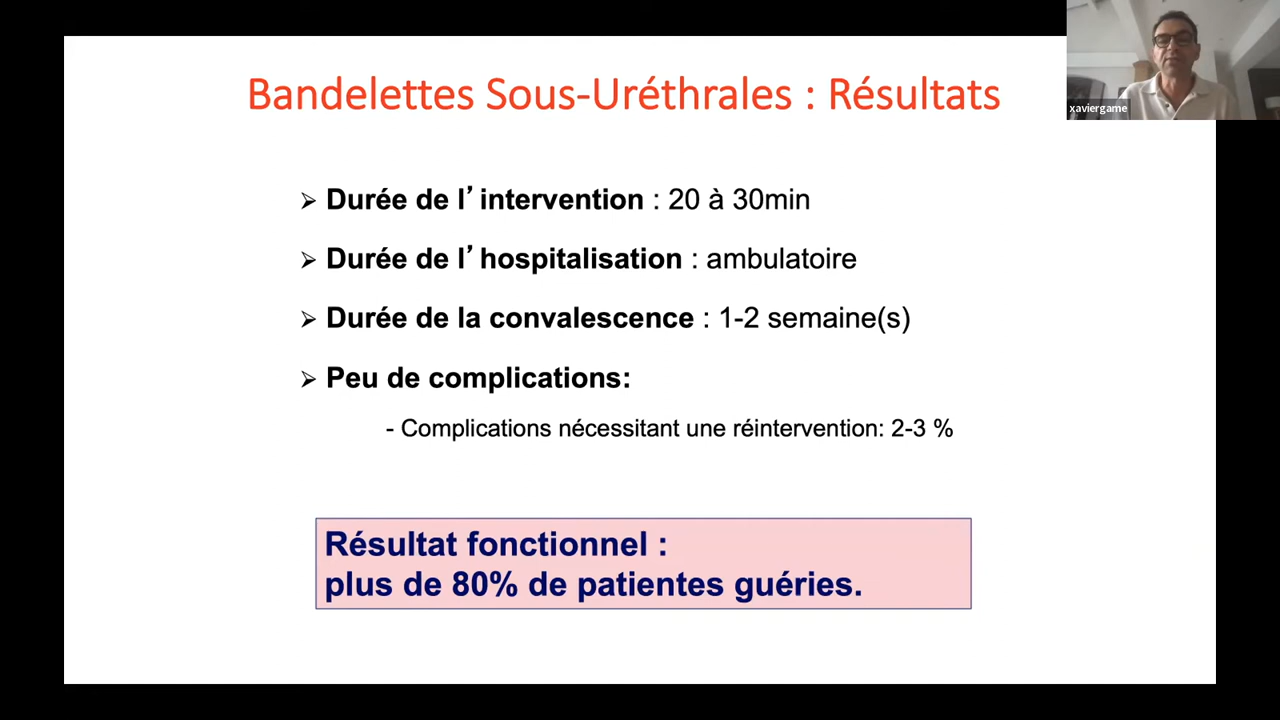 Bandelettes Sous-Uréthrales : Résultats
xaviergame
➢ Durée de l’intervention : 20 à 30min
➢ Durée de l’hospitalisation : ambulatoire
➢ Durée de la convalescence : 1-2 semaine(s)
➢ Peu de complications:
- Complications nécessitant une réintervention: 2-3 %
Résultat fonctionnel :
plus de 80% de patientes guéries.